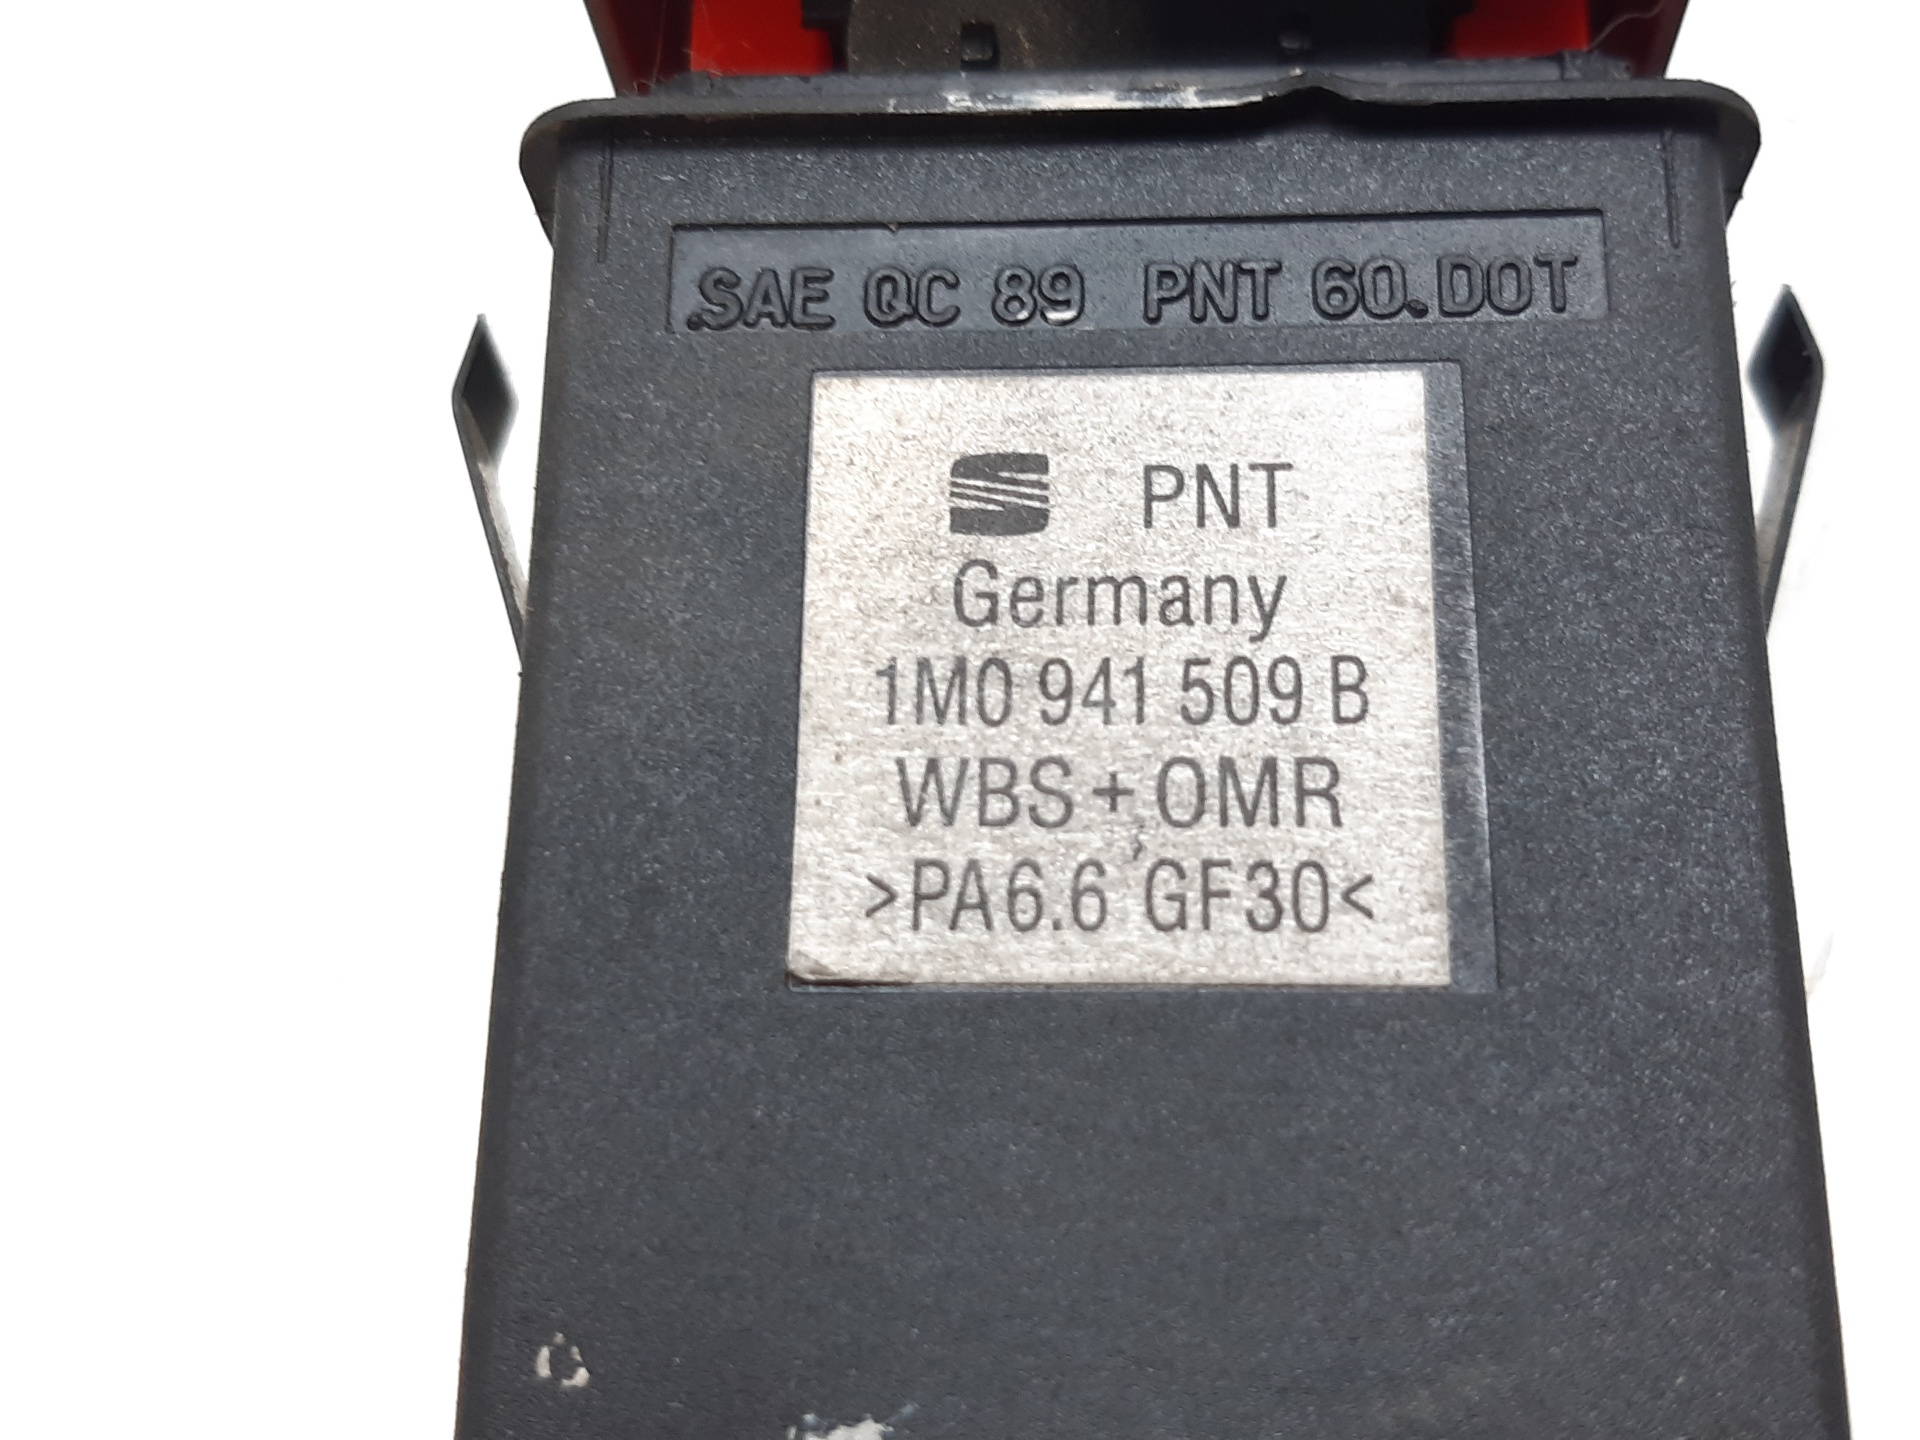 SAE QC 89 PNT 60.DOT
PNT
Germany
1M0 941 509 B
WBS + OMR
>PA6.6 GF30<